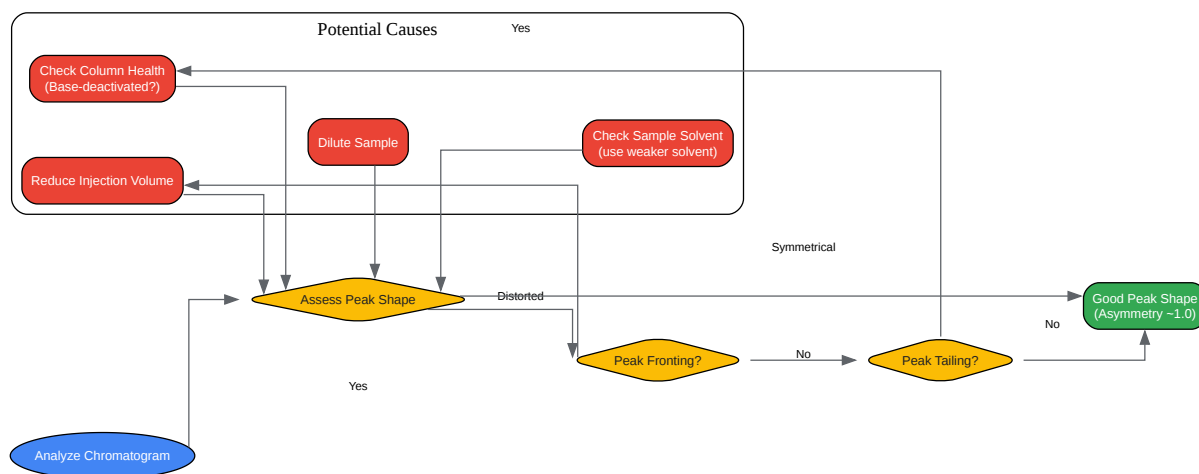 Potential Causes
Yes
Check Column Health
(Base-deactivated?)
Dilute Sample
Check Sample Solvent
(use weaker solvent)
Reduce Injection Volume
Symmetrical
Assess Peak Shape
Distorted
Good Peak Shape
(Asymmetry ~1.0)
No
Peak Fronting?
No
Peak Tailing?
Yes
Analyze Chromatogram